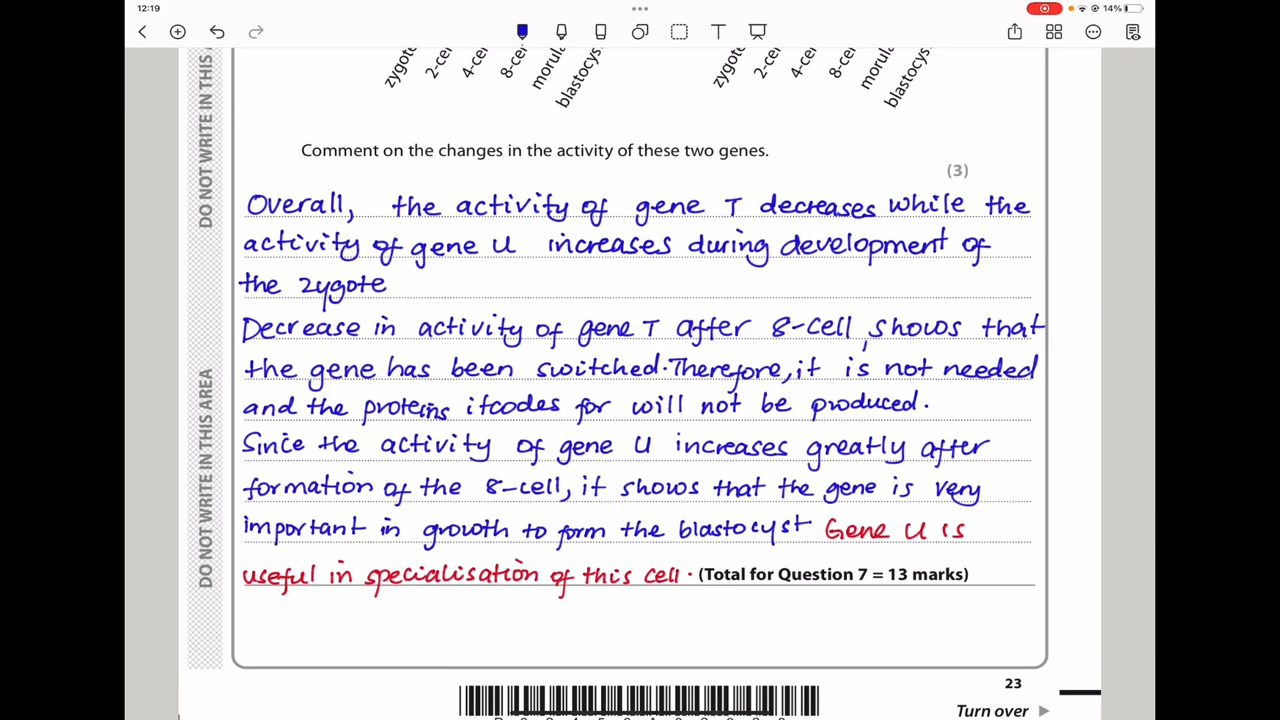 12:19
14%
T
zygote
2-cell
4-cell
8-cell
morula
blastocyst
zygote
2-cell
4-cell
8-cell
morula
blastocyst
DO NOT WRITE IN THIS
Comment on the changes in the activity of these two genes.
(3)
Overall, the activity of gene T decreases while the
activity of gene U increases during development of
the zygote
Decrease in activity of gene T after 8-cell, shows that
the gene has been switched. Therefore, it is not needed
and the proteins itcodes for will not be produced.
Since the activity of gene U increases greatly after
formation of the 8-cell, it shows that the gene is very
important in growth to form the blastocyst Gene U is
useful in specialisation of this cell. (Total for Question 7 = 13 marks)
DO NOT WRITE IN THIS AREA
23
Turn over